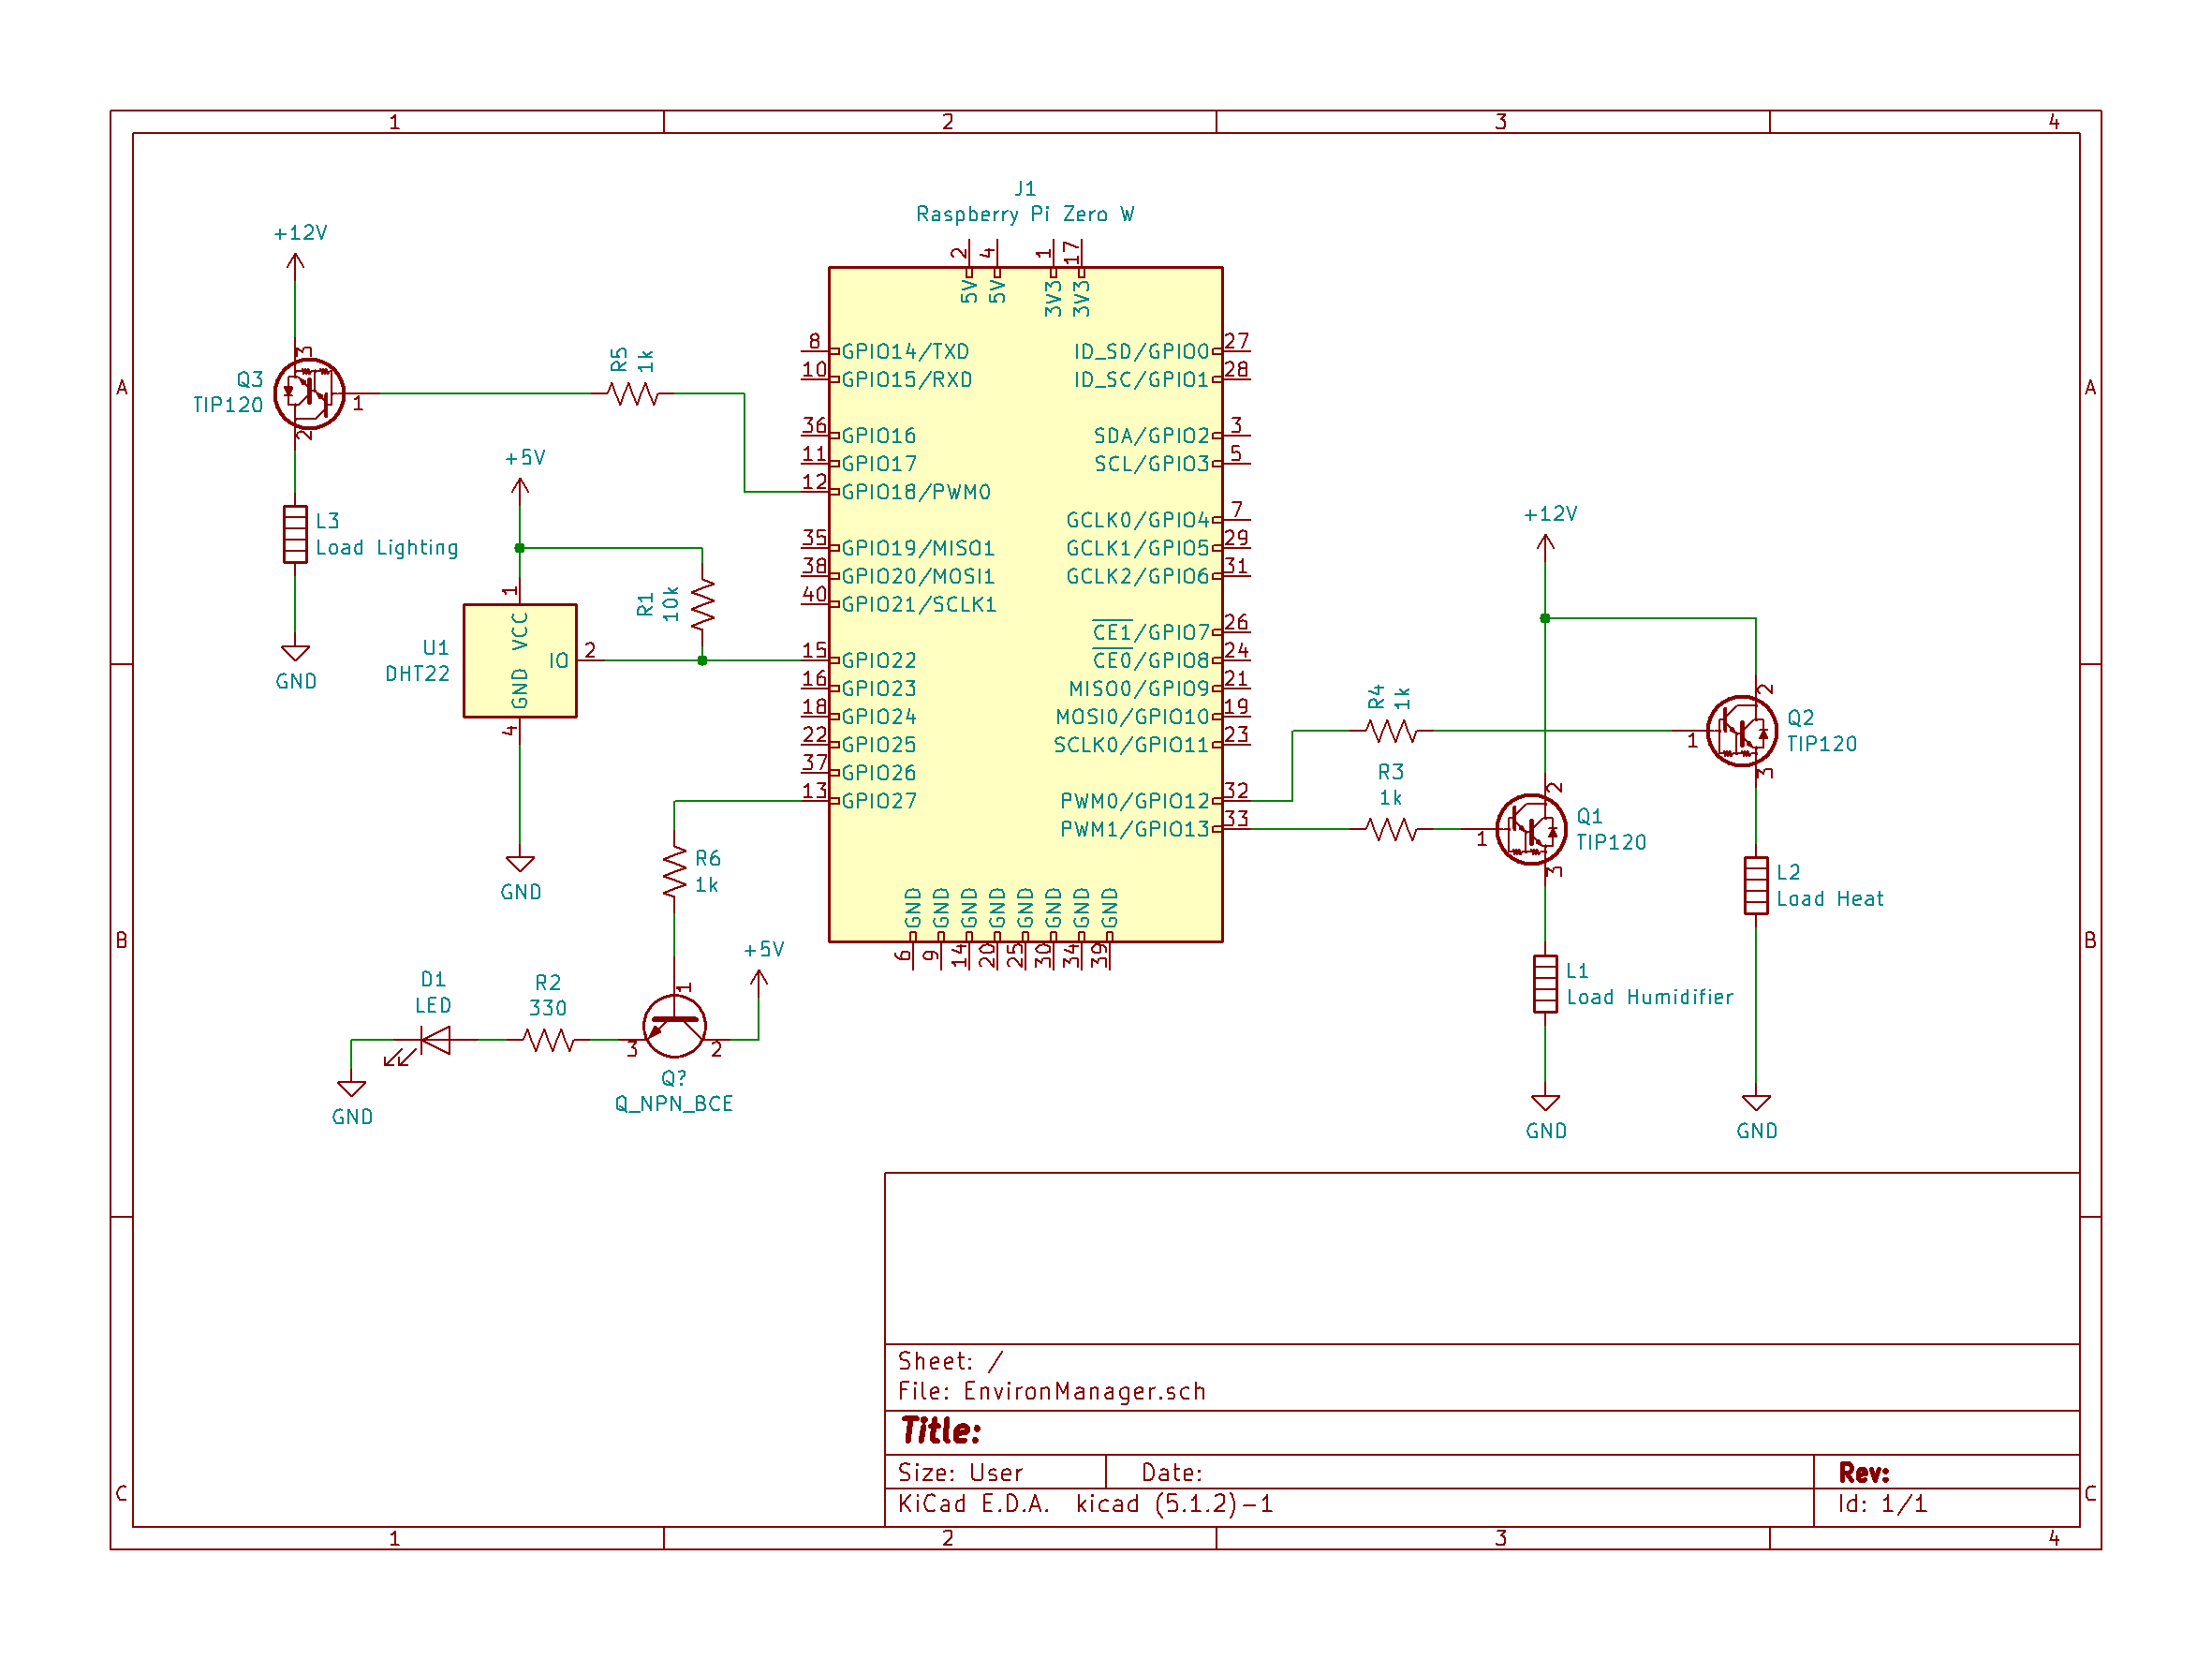 1
2
3
4
A
B
C
A
B
C
1
2
3
4
J1
Raspberry Pi Zero W
2
4
1
17
5V
5V
3V3
3V3
8
GPIO14/TXD
10
GPIO15/RXD
36
GPIO16
11
GPIO17
12
GPIO18/PWM0
35
GPIO19/MISO1
38
GPIO20/MOSI1
40
GPIO21/SCLK1
15
GPIO22
16
GPIO23
18
GPIO24
22
GPIO25
37
GPIO26
13
GPIO27
ID_SD/GPIO0
27
ID_SC/GPIO1
28
SDA/GPIO2
3
SCL/GPIO3
5
GCLK0/GPIO4
7
GCLK1/GPIO5
29
GCLK2/GPIO6
31
CE1/GPIO7
26
CE0/GPIO8
24
MISO0/GPIO9
21
MOSI0/GPIO10
19
SCLK0/GPIO11
23
PWM0/GPIO12
32
PWM1/GPIO13
33
GND
GND
GND
GND
GND
GND
GND
GND
6
9
14
20
25
30
34
39
+12V
3
Q3
TIP120
1
2
L3
Load Lighting
GND
R5
1k
+5V
1
VCC
U1
DHT22
IO
2
GND
4
GND
R1
10k
R6
1k
+5V
1
3
2
Q?
Q_NPN_BCE
R2
330
D1
LED
GND
+12V
R4
1k
2
1
3
Q2
TIP120
R3
1k
2
1
3
Q1
TIP120
L2
Load Heat
L1
Load Humidifier
GND
GND
Sheet: /
File: EnvironManager.sch
Title:
Size: User
Date:
Rev:
KiCad E.D.A. kicad (5.1.2)-1
Id: 1/1